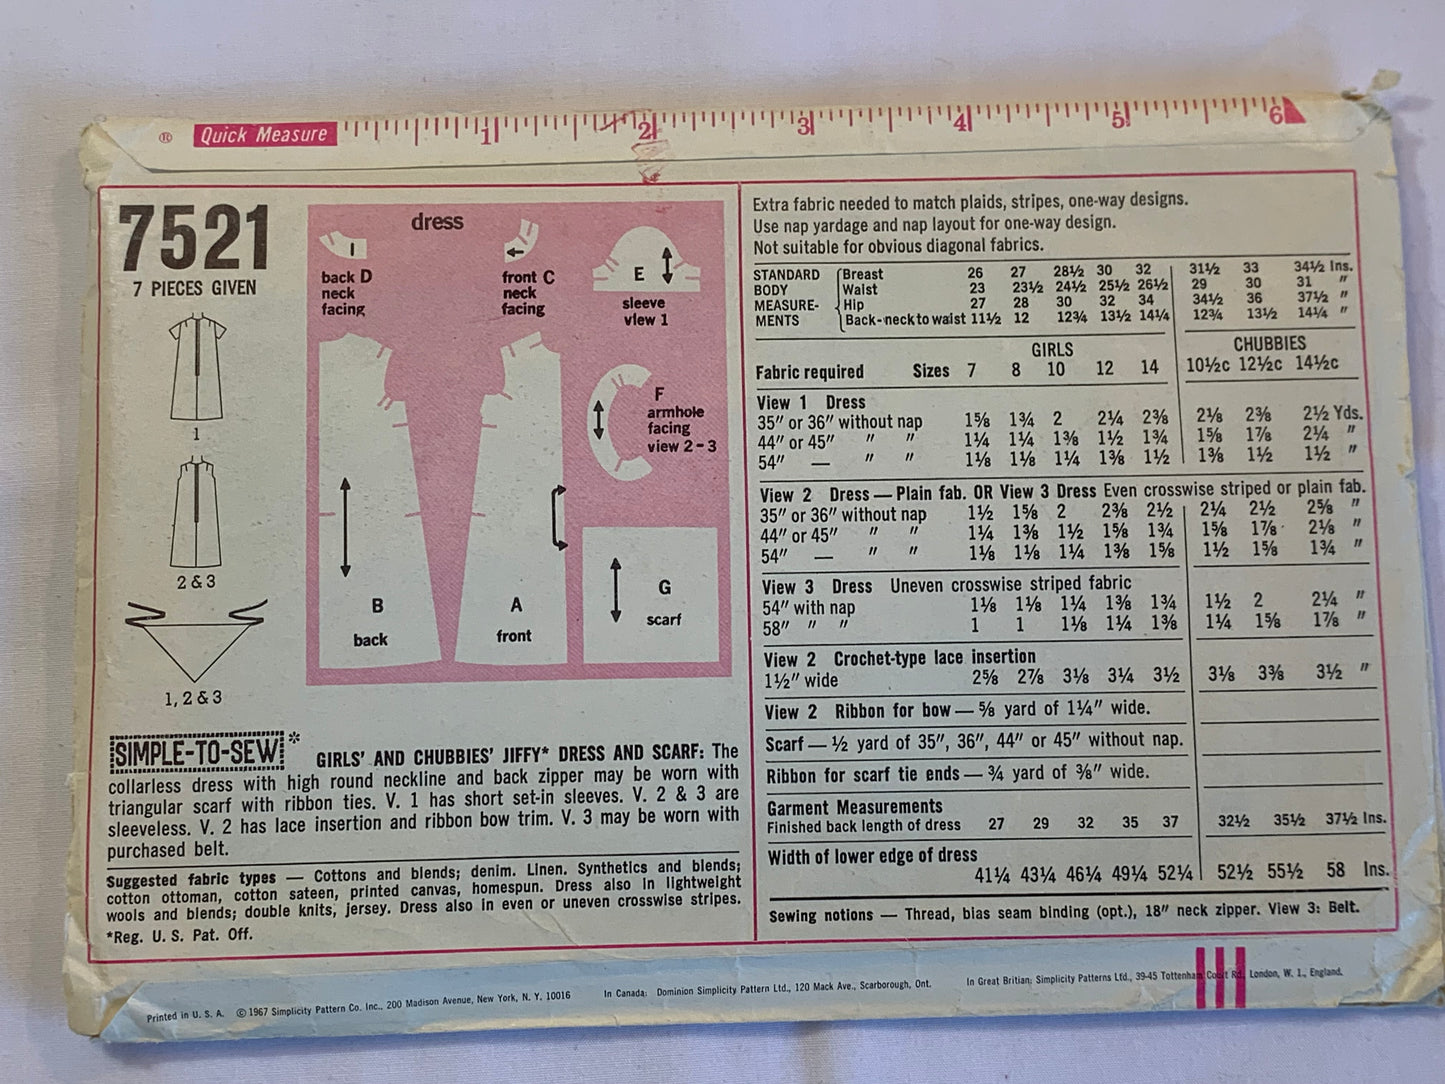 ® Quick Measure 1 2 3 4 5 6
7521
7 PIECES GIVEN
1
2 & 3
1, 2 & 3
dress
back D
neck
facing
front C
neck
facing
E
sleeve
view 1
F
armhole
facing
view 2-3
B
back
A
front
G
scarf
SIMPLE-TO-SEW* GIRLS' AND CHUBBIES' JIFFY* DRESS AND SCARF: The
collarless dress with high round neckline and back zipper may be worn with
triangular scarf with ribbon ties. V. 1 has short set-in sleeves. V. 2 & 3 are
sleeveless. V. 2 has lace insertion and ribbon bow trim. V. 3 may be worn with
purchased belt.
Suggested fabric types — Cottons and blends; denim. Linen. Synthetics and blends;
cotton ottoman, cotton sateen, printed canvas, homespun. Dress also in lightweight
wools and blends; double knits, jersey. Dress also in even or uneven crosswise stripes.
*Reg. U. S. Pat. Off.
Extra fabric needed to match plaids, stripes, one-way designs.
Use nap yardage and nap layout for one-way design.
Not suitable for obvious diagonal fabrics.
STANDARD Breast 26 27 28½ 30 32 31½ 33 34½ Ins.
BODY Waist 23 23½ 24½ 25½ 26½ 29 30 31 "
MEASURE- Hip 27 28 30 32 34 34½ 36 37½ "
MENTS Back-neck to waist 11½ 12 12¾ 13½ 14¼ 12¾ 13½ 14¼ "
GIRLS CHUBBIES
Fabric required Sizes 7 8 10 12 14 10½c 12½c 14½c
View 1 Dress
35" or 36" without nap 1⅝ 1¾ 2 2¼ 2⅜ 2⅛ 2⅜ 2½ Yds.
44" or 45" " " 1¼ 1¼ 1⅜ 1½ 1¾ 1⅝ 1⅞ 2¼ "
54" — " " 1⅛ 1⅛ 1¼ 1⅜ 1½ 1⅜ 1½ 1½ "
View 2 Dress — Plain fab. OR View 3 Dress Even crosswise striped or plain fab.
35" or 36" without nap 1½ 1⅝ 2 2⅜ 2½ 2¼ 2½ 2⅝ "
44" or 45" " " 1¼ 1⅜ 1½ 1⅝ 1¾ 1⅝ 1⅞ 2⅛ "
54" — " " 1⅛ 1⅛ 1¼ 1⅜ 1⅝ 1½ 1⅝ 1¾ "
View 3 Dress Uneven crosswise striped fabric
54" with nap 1⅛ 1⅛ 1¼ 1⅜ 1¾ 1½ 2 2¼ "
58" " " 1 1 1⅛ 1¼ 1⅜ 1¼ 1⅝ 1⅞ "
View 2 Crochet-type lace insertion
1½" wide 2⅝ 2⅞ 3⅛ 3¼ 3½ 3⅛ 3⅜ 3½ "
View 2 Ribbon for bow — ⅝ yard of 1¼" wide.
Scarf — ½ yard of 35", 36", 44" or 45" without nap.
Ribbon for scarf tie ends — ¾ yard of ⅜" wide.
Garment Measurements
Finished back length of dress 27 29 32 35 37 32½ 35½ 37½ Ins.
Width of lower edge of dress
41¼ 43¼ 46¼ 49¼ 52¼ 52½ 55½ 58 Ins.
Sewing notions — Thread, bias seam binding (opt.), 18" neck zipper. View 3: Belt.
Printed in U. S. A. © 1967 Simplicity Pattern Co. Inc., 200 Madison Avenue, New York, N. Y. 10016 In Canada: Dominion Simplicity Pattern Ltd., 120 Mack Ave., Scarborough, Ont. In Great Britian: Simplicity Patterns Ltd., 39-45 Tottenham Court Rd., London, W. 1., England.